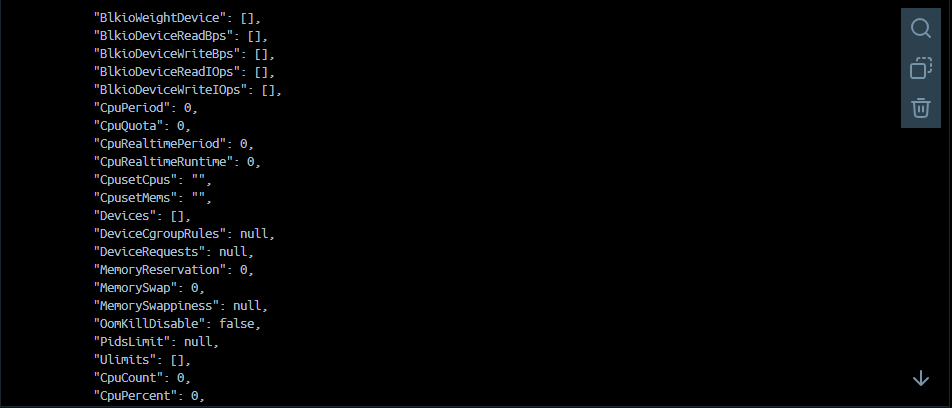 "BlkioWeightDevice": [],
"BlkioDeviceReadBps": [],
"BlkioDeviceWriteBps": [],
"BlkioDeviceReadIOps": [],
"BlkioDeviceWriteIOps": [],
"CpuPeriod": 0,
"CpuQuota": 0,
"CpuRealtimePeriod": 0,
"CpuRealtimeRuntime": 0,
"CpusetCpus": "",
"CpusetMems": "",
"Devices": [],
"DeviceCgroupRules": null,
"DeviceRequests": null,
"MemoryReservation": 0,
"MemorySwap": 0,
"MemorySwappiness": null,
"OomKillDisable": false,
"PidsLimit": null,
"Ulimits": [],
"CpuCount": 0,
"CpuPercent": 0,